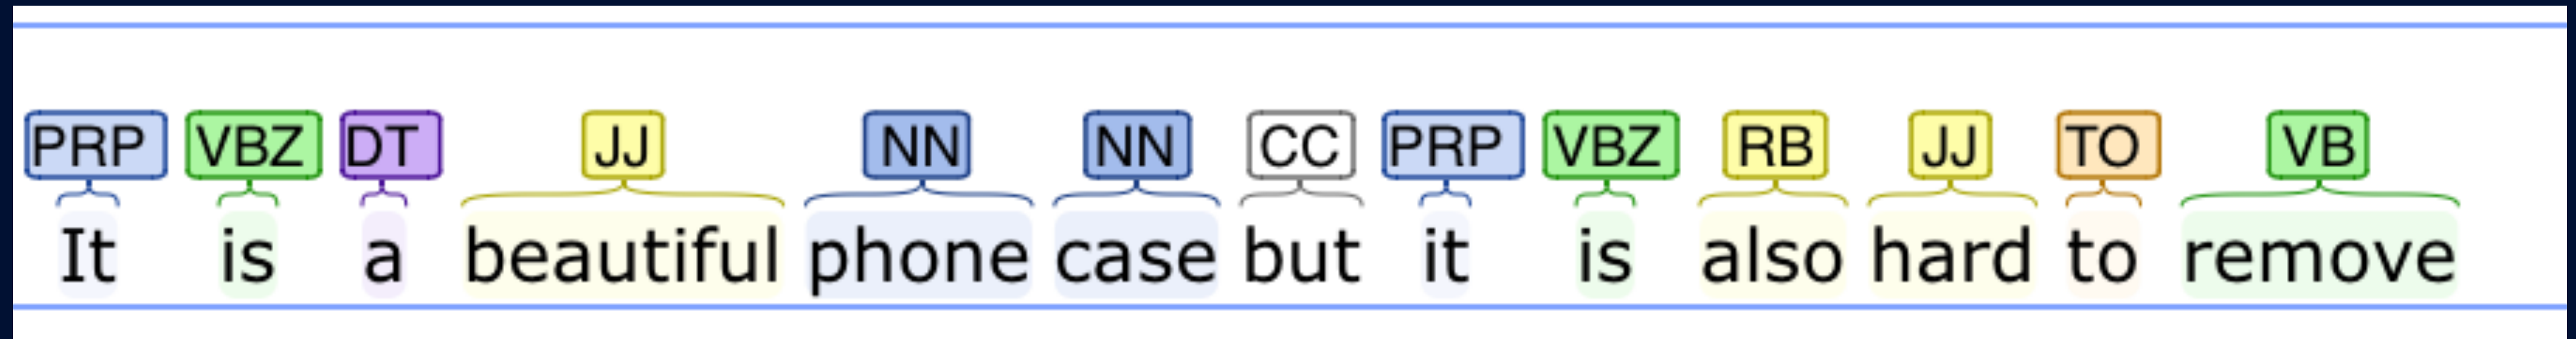 PRP VBZ DT JJ NN NN CC PRP VBZ RB JJ TO VB
It is a beautiful phone case but it is also hard to remove